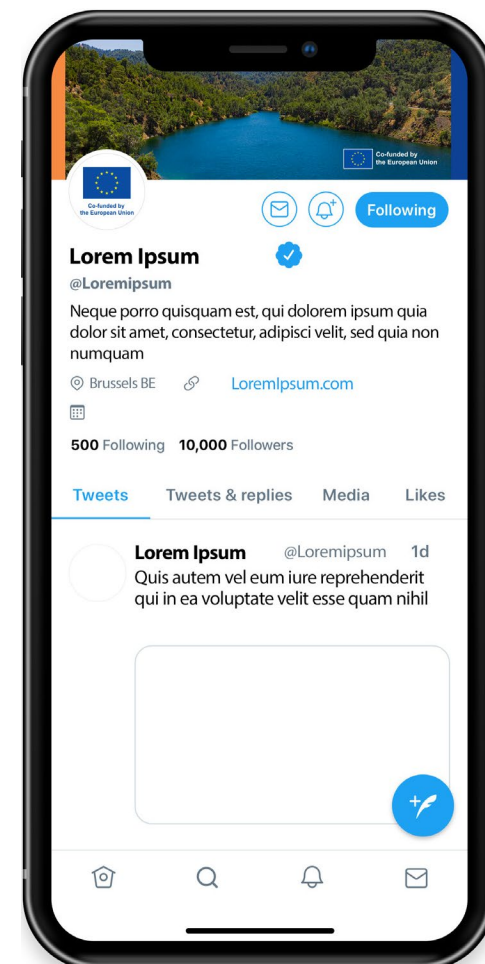 Co-funded by
the European Union
Co-funded by
the European Union
Following
Lorem Ipsum
@Loremipsum
Neque porro quisquam est, qui dolorem ipsum quia
dolor sit amet, consectetur, adipisci velit, sed quia non
numquam
Brussels BE LoremIpsum.com
500 Following 10,000 Followers
Tweets Tweets & replies Media Likes
Lorem Ipsum @Loremipsum 1d
Quis autem vel eum iure reprehenderit
qui in ea voluptate velit esse quam nihil